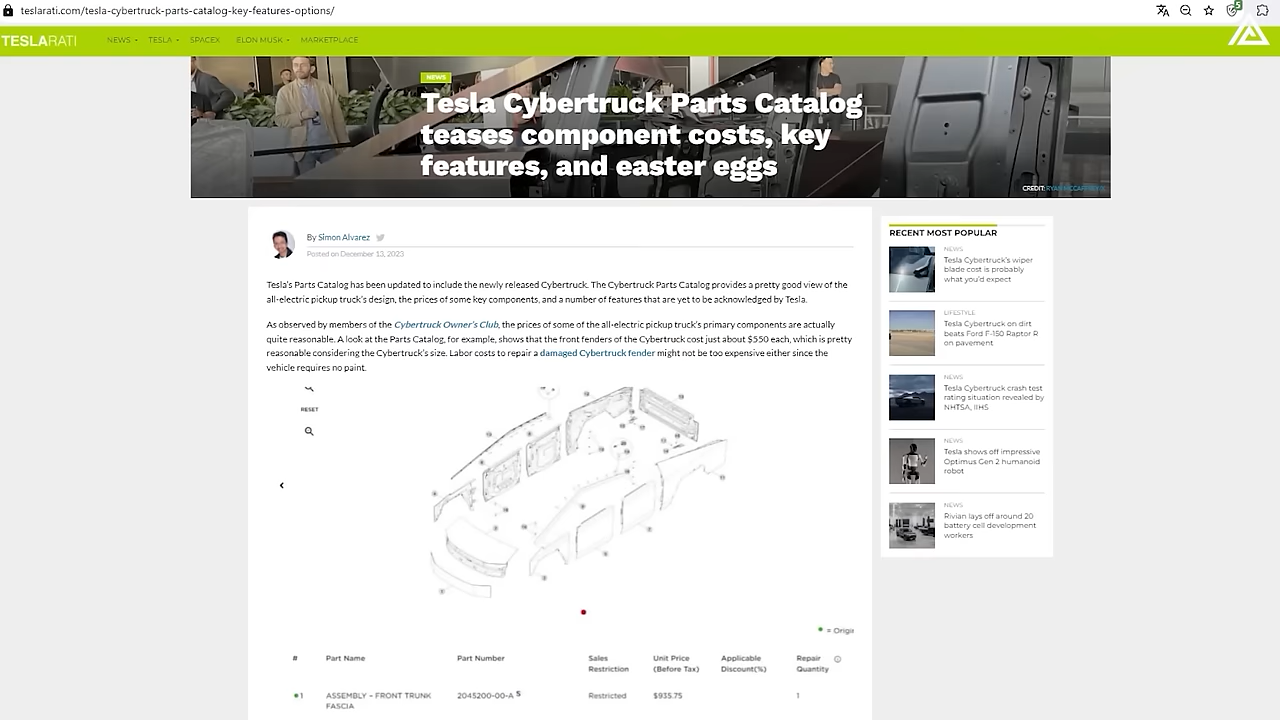 teslarati.com/tesla-cybertruck-parts-catalog-key-features-options/
5
TESLARATI
NEWS
TESLA
SPACEX
ELON MUSK
MARKETPLACE
NEWS
Tesla Cybertruck Parts Catalog
teases component costs, key
features, and easter eggs
CREDIT:
By Simon Alvarez
Posted on December 13, 2023
Tesla's Parts Catalog has been updated to include the newly released Cybertruck. The Cybertruck Parts Catalog provides a pretty good view of the
all-electric pickup truck's design, the prices of some key components, and a number of features that are yet to be acknowledged by Tesla.
As observed by members of the Cybertruck Owner's Club, the prices of some of the all-electric pickup truck's primary components are actually
quite reasonable. A look at the Parts Catalog, for example, shows that the front fenders of the Cybertruck cost just about $550 each, which is pretty
reasonable considering the Cybertruck's size. Labor costs to repair a damaged Cybertruck fender might not be too expensive either since the
vehicle requires no paint.
RESET
= Origi
# Part Name Part Number Sales Restriction Unit Price (Before Tax) Applicable Discount(%) Repair Quantity
1 ASSEMBLY - FRONT TRUNK FASCIA 2045200-00-A 5 Restricted $935.75 1
RECENT MOST POPULAR
NEWS
Tesla Cybertruck's wiper
blade cost is probably
what you'd expect
LIFESTYLE
Tesla Cybertruck on dirt
beats Ford F-150 Raptor R
on pavement
NEWS
Tesla Cybertruck crash test
rating situation revealed by
NHTSA, IIHS
NEWS
Tesla shows off impressive
Optimus Gen 2 humanoid
robot
NEWS
Rivian lays off around 20
battery cell development
workers